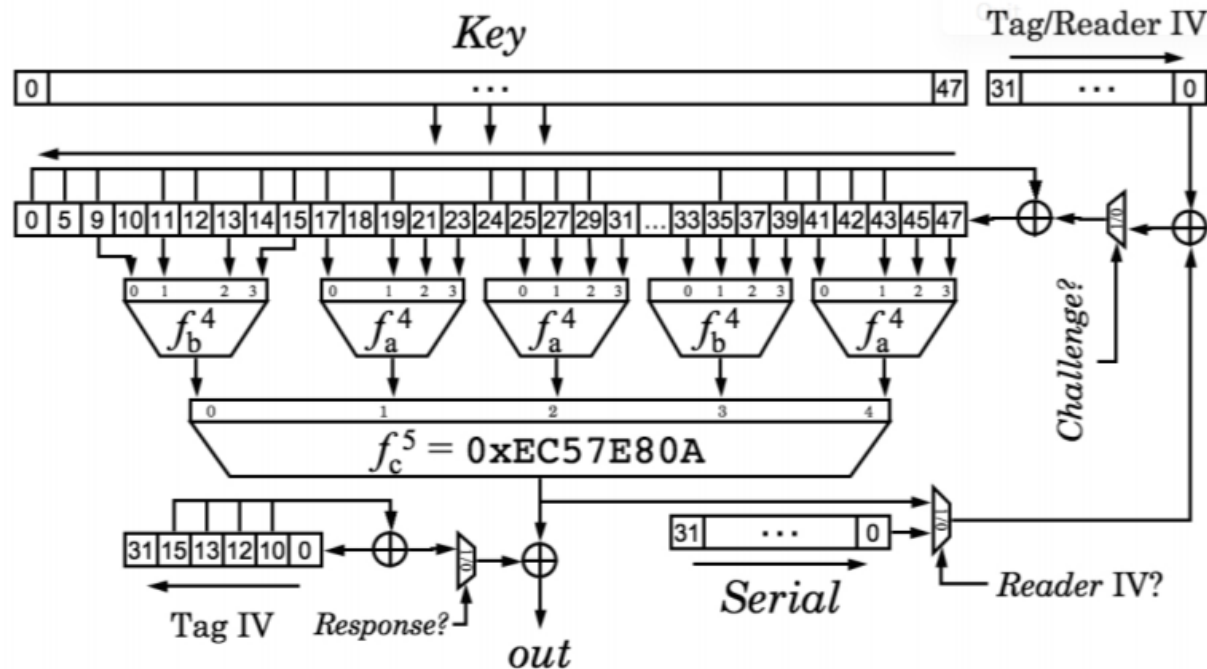 Key
Tag/Reader IV
0 ... 47
31 ... 0
0 5 9 10 11 12 13 14 15 17 18 19 21 23 24 25 27 29 31 ... 33 35 37 39 41 42 43 45 47
1/0
Challenge?
0 1 2 3
0 1 2 3
0 1 2 3
0 1 2 3
0 1 2 3
f_b^4
f_a^4
f_a^4
f_b^4
f_a^4
0 1 2 3 4
f_c^5 = 0xEC57E80A
31 15 13 12 10 0
1/0
31 ... 0
1/0
Tag IV
Response?
Serial
Reader IV?
out